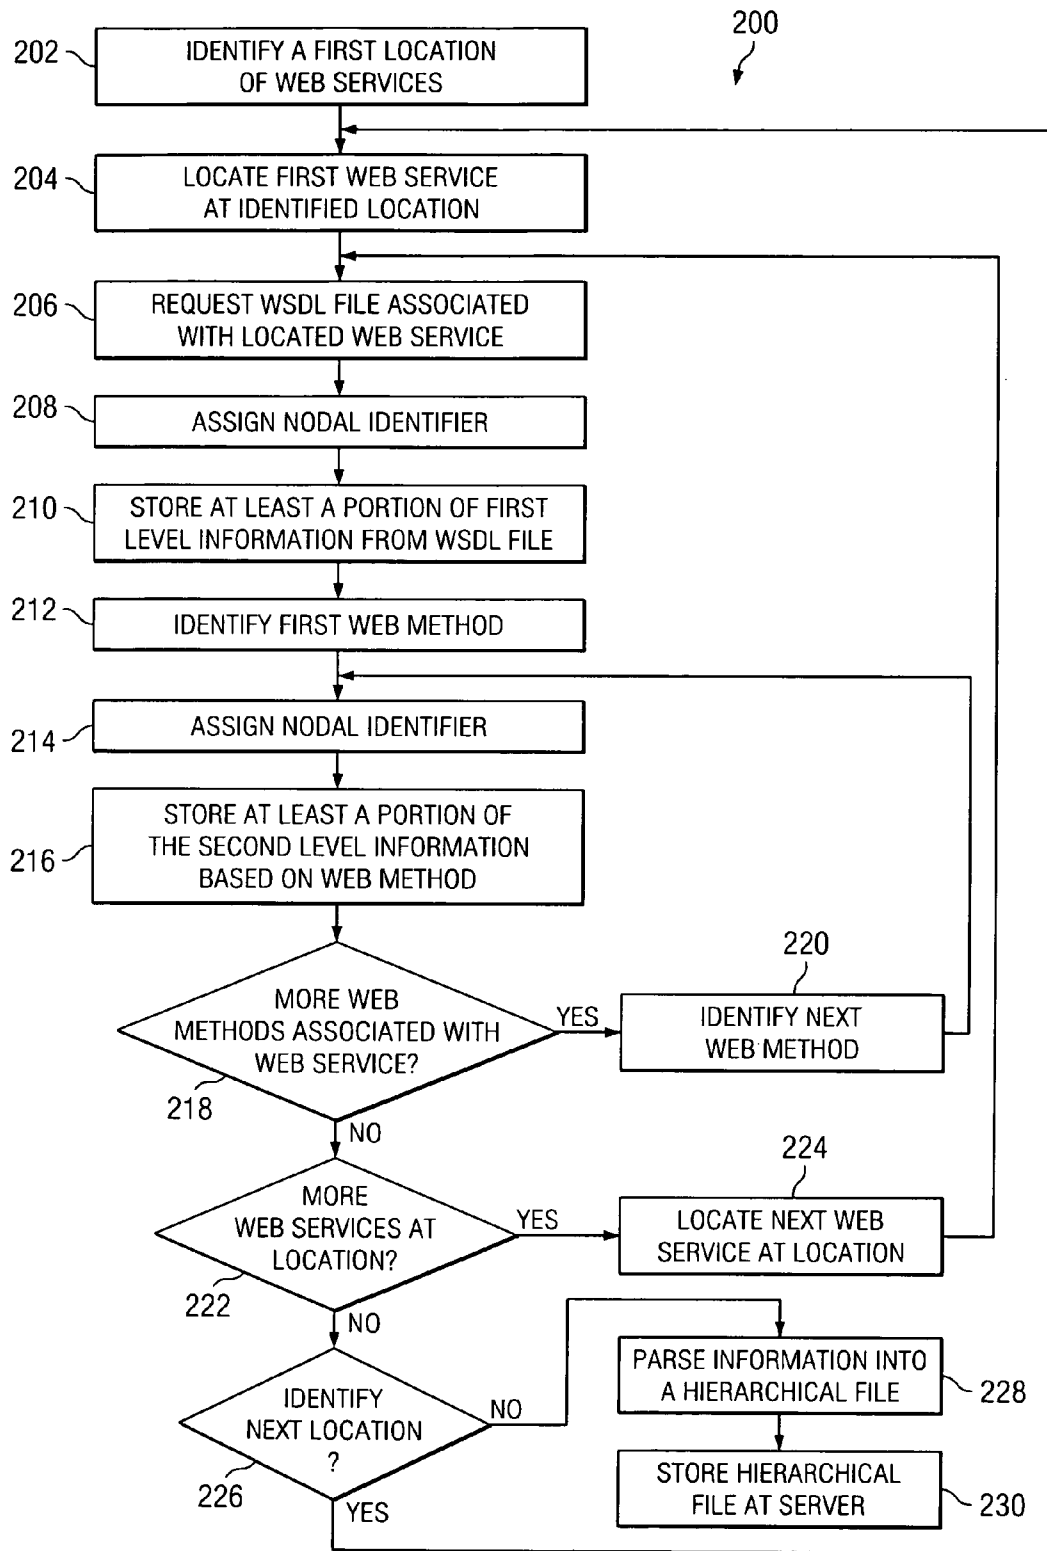 200
202
IDENTIFY A FIRST LOCATION
OF WEB SERVICES
204
LOCATE FIRST WEB SERVICE
AT IDENTIFIED LOCATION
206
REQUEST WSDL FILE ASSOCIATED
WITH LOCATED WEB SERVICE
208
ASSIGN NODAL IDENTIFIER
210
STORE AT LEAST A PORTION OF FIRST
LEVEL INFORMATION FROM WSDL FILE
212
IDENTIFY FIRST WEB METHOD
214
ASSIGN NODAL IDENTIFIER
216
STORE AT LEAST A PORTION OF
THE SECOND LEVEL INFORMATION
BASED ON WEB METHOD
MORE WEB
METHODS ASSOCIATED WITH
WEB SERVICE?
218
YES
220
IDENTIFY NEXT
WEB METHOD
NO
MORE
WEB SERVICES AT
LOCATION?
222
YES
224
LOCATE NEXT WEB
SERVICE AT LOCATION
NO
IDENTIFY
NEXT LOCATION
?
226
NO
PARSE INFORMATION INTO
A HIERARCHICAL FILE
228
STORE HIERARCHICAL
FILE AT SERVER
230
YES